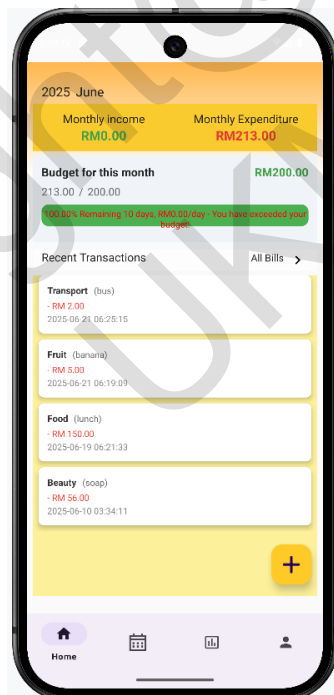 2025 June
Monthly income Monthly Expenditure
RM0.00 RM213.00
Budget for this month RM200.00
213.00 / 200.00
100.00% Remaining 10 days, RM0.00/day - You have exceeded your
budget!
Recent Transactions All Bills
Transport (bus)
- RM 2.00
2025-06-21 06:25:15
Fruit (banana)
- RM 5.00
2025-06-21 06:19:09
Food (lunch)
- RM 150.00
2025-06-19 06:21:33
Beauty (soap)
- RM 56.00
2025-06-10 03:34:11
+
Home